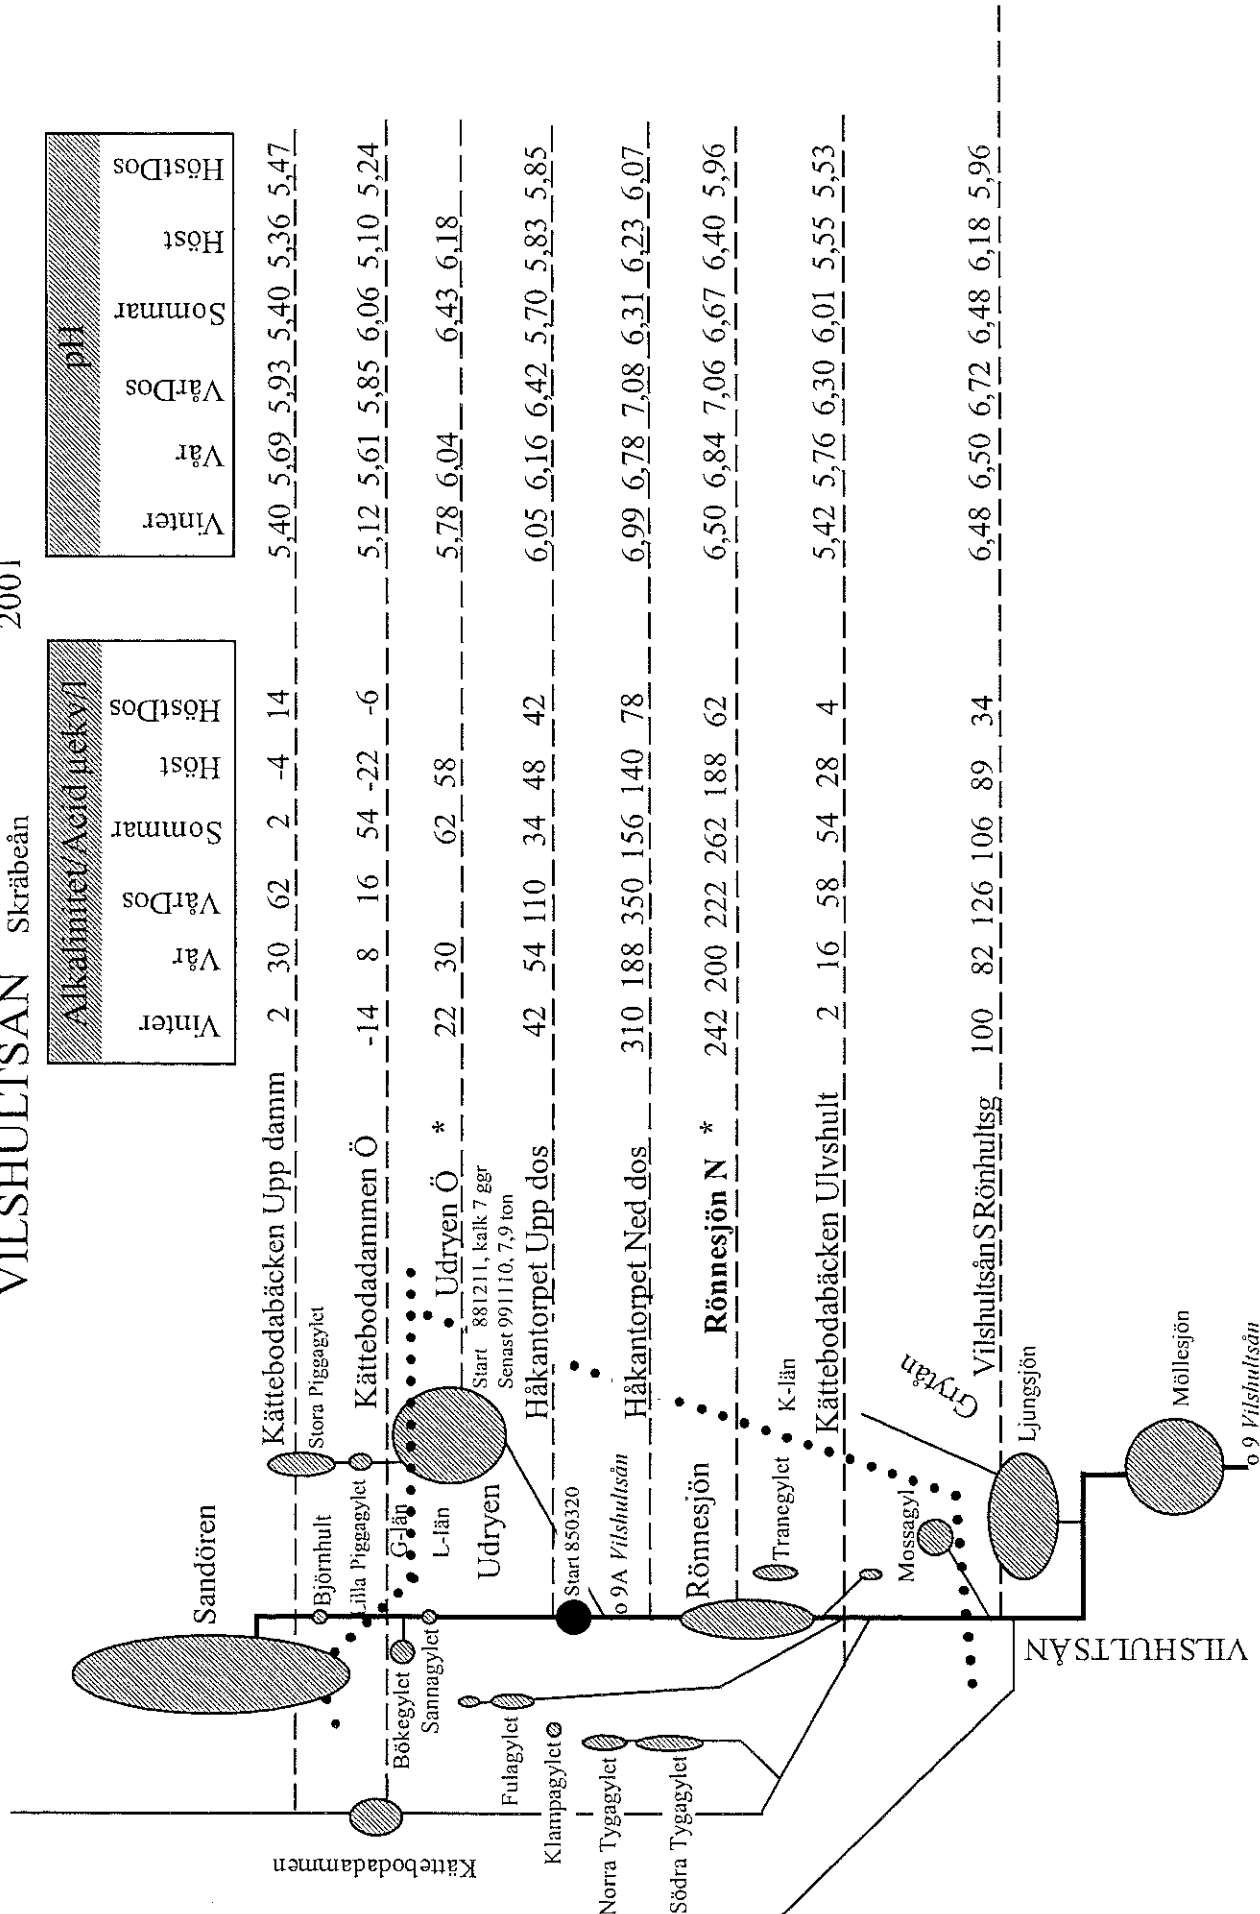 VILSHULTSÅN Skräbeån 2001
Alkalinitet/Acid µekv/l
pH
Vinter Vår VårDos Sommar Höst HöstDos
Vinter Vår VårDos Sommar Höst HöstDos
Kättebodabäcken Upp damm 2 30 62 2 -4 14 5,40 5,69 5,93 5,40 5,36 5,47
Kättebodadammen Ö -14 8 16 54 -22 -6 5,12 5,61 5,85 6,06 5,10 5,24
Udryen Ö * 22 30 62 58 5,78 6,04 6,43 6,18
Start 881211, kalk 7 ggr
Senast 991110, 7,9 ton
Håkantorpet Upp dos 42 54 110 34 48 42 6,05 6,16 6,42 5,70 5,83 5,85
Håkantorpet Ned dos 310 188 350 156 140 78 6,99 6,78 7,08 6,31 6,23 6,07
Rönnesjön N * 242 200 222 262 188 62 6,50 6,84 7,06 6,67 6,40 5,96
Kättebodabäcken Ulvshult 2 16 58 54 28 4 5,42 5,76 6,30 6,01 5,55 5,53
VilshultsånSRönhultsg 100 82 126 106 89 34 6,48 6,50 6,72 6,48 6,18 5,96
Sandören
Stora Piggagylet
Björnhult
Lilla Piggagylet
G-län
L-län
Udryen
Bökegylet
Sannagylet
Kättebodadammen
Fulagylet
Klampagylet
Norra Tygagylet
Södra Tygagylet
Start 850320
o 9A Vilshultsån
Rönnesjön
Tranegylet
K-län
Mossagyl
Grytån
Ljungsjön
Möllesjön
VILSHULTSÅN
o 9 Vilshultsån